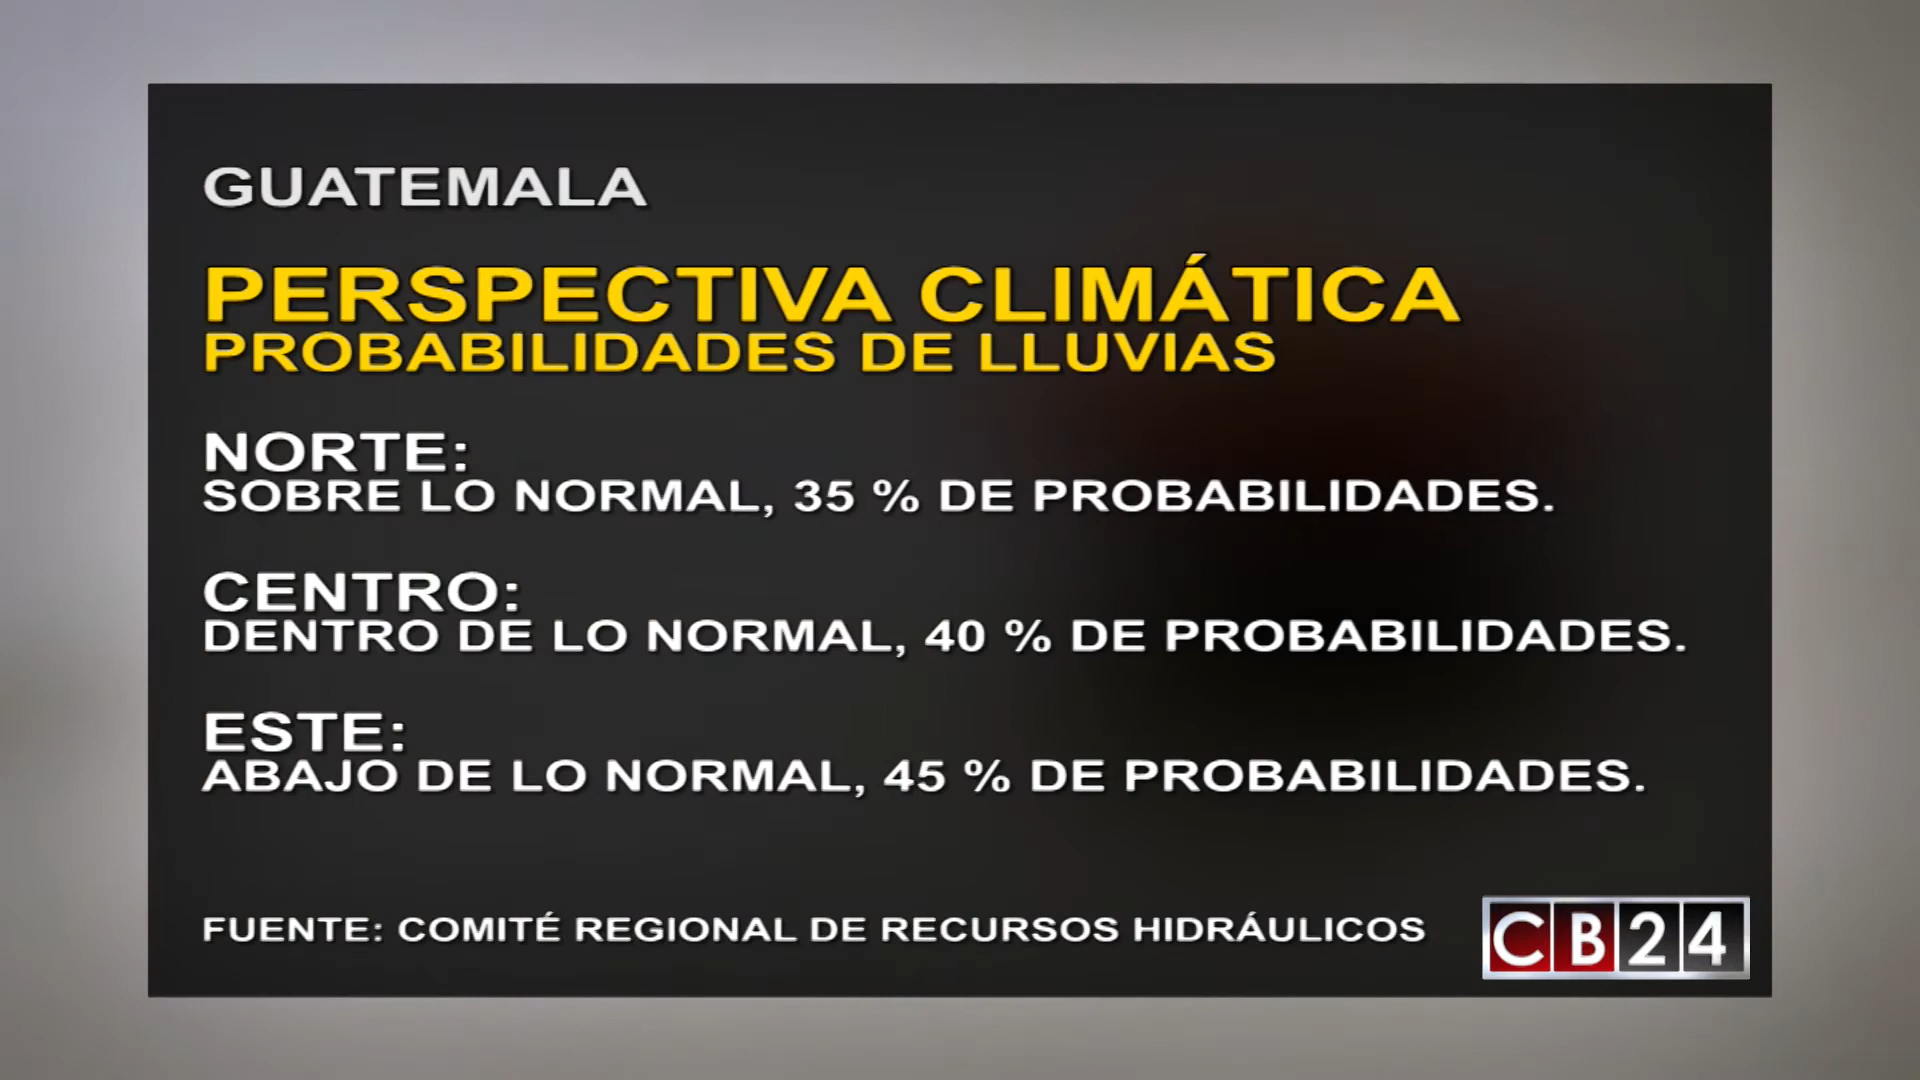 GUATEMALA
PERSPECTIVA CLIMÁTICA
PROBABILIDADES DE LLUVIAS
NORTE:
SOBRE LO NORMAL, 35 % DE PROBABILIDADES.
CENTRO:
DENTRO DE LO NORMAL, 40 % DE PROBABILIDADES.
ESTE:
ABAJO DE LO NORMAL, 45 % DE PROBABILIDADES.
FUENTE: COMITÉ REGIONAL DE RECURSOS HIDRÁULICOS
CB24